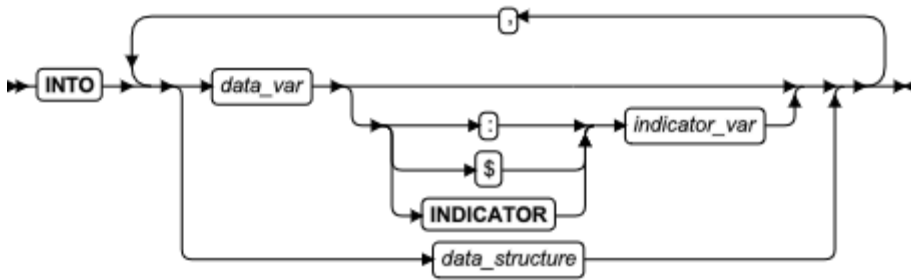 ,
INTO data_var
: indicator_var
$
INDICATOR
data_structure